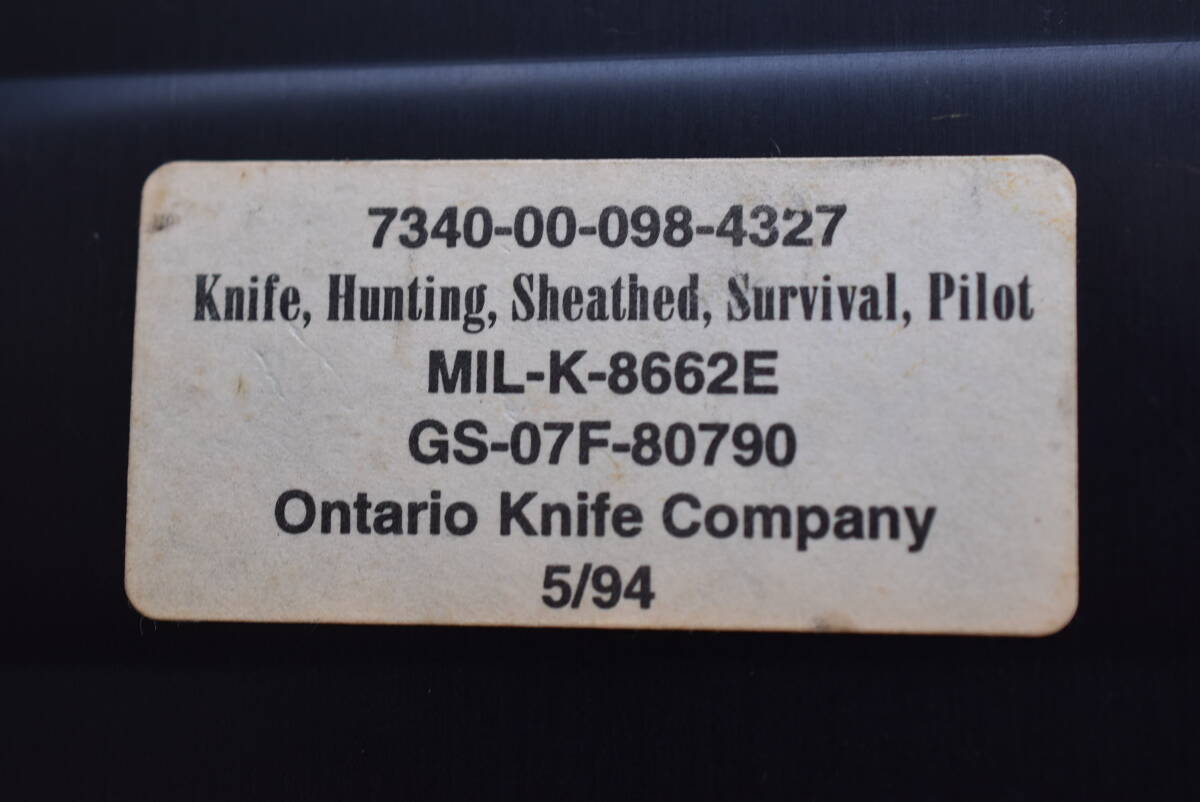 7340-00-098-4327
Knife, Hunting, Sheathed, Survival, Pilot
MIL-K-8662E
GS-07F-80790
Ontario Knife Company
5/94